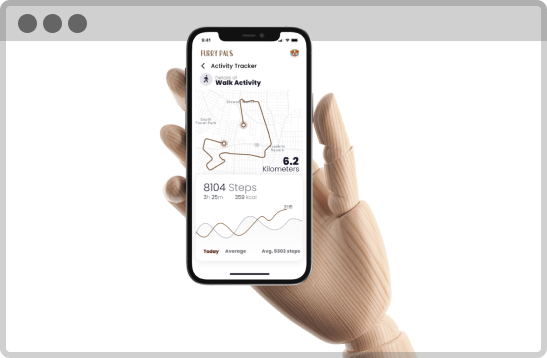 9:41
FURRY PALS
Activity Tracker
Walk Activity
6.2
Kilometers
8104 Steps
3h 25m 359 kcal
Today Average Avg. 5303 steps